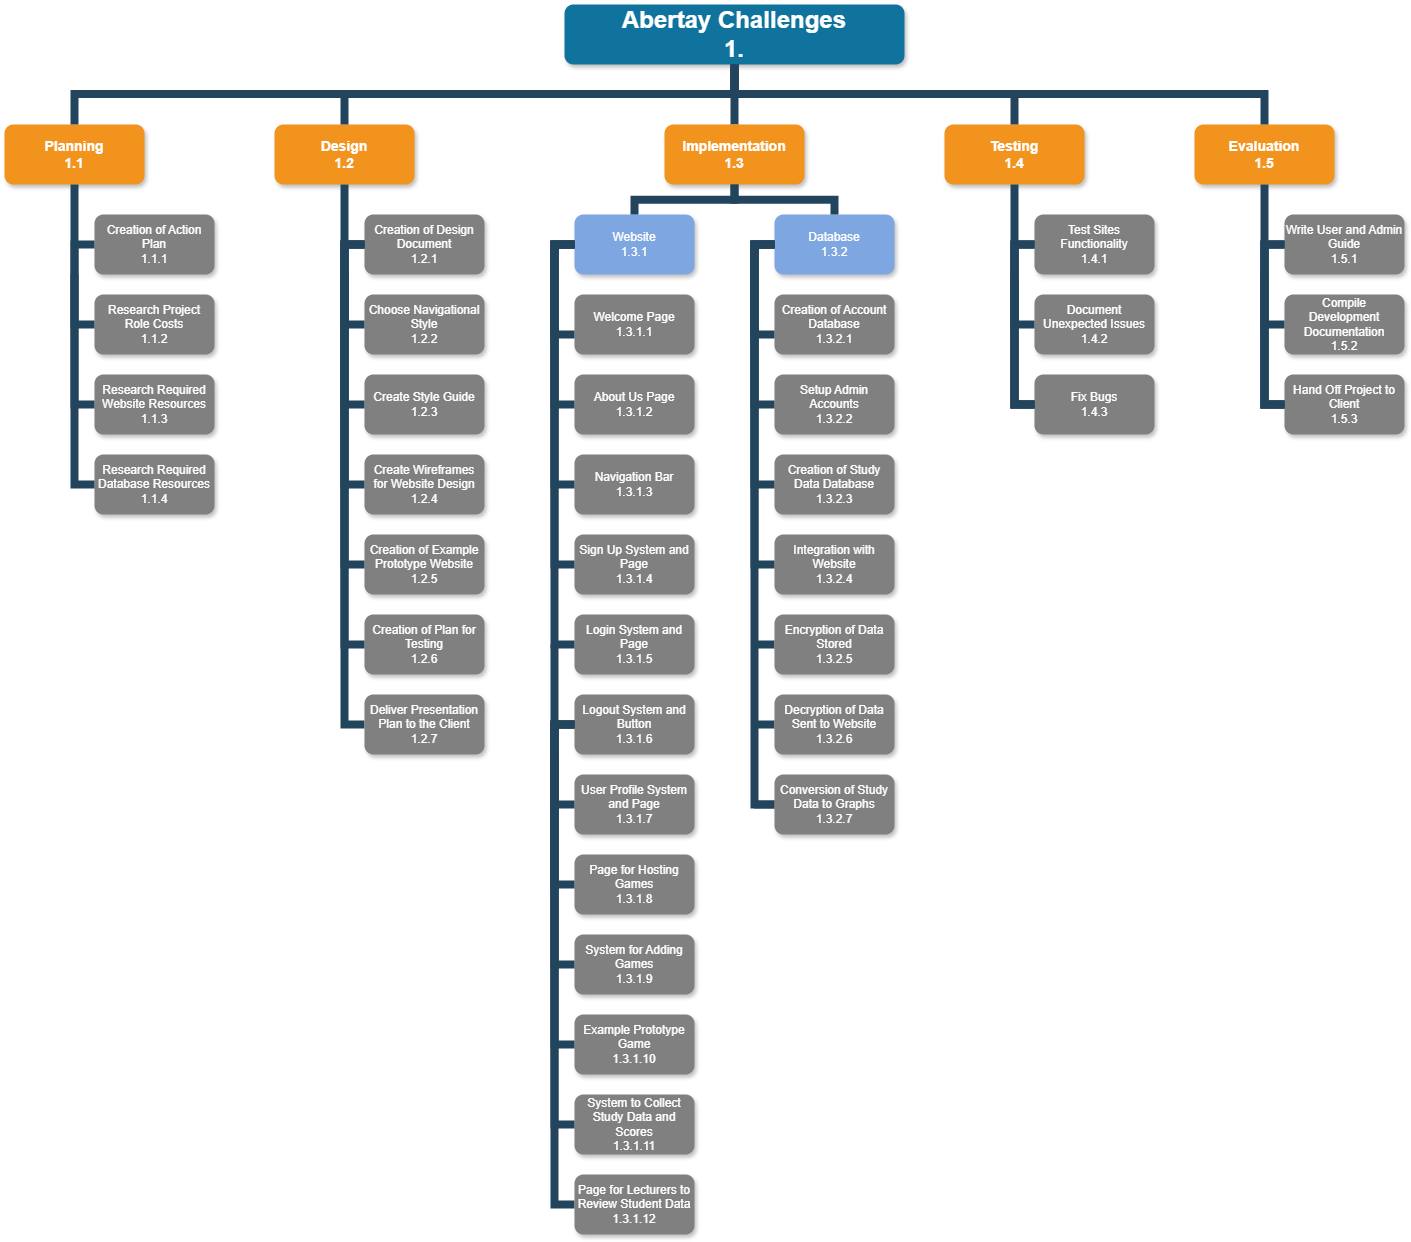 Abertay Challenges
1.
Planning
1.1
Creation of Action
Plan
1.1.1
Research Project
Role Costs
1.1.2
Research Required
Website Resources
1.1.3
Research Required
Database Resources
1.1.4
Design
1.2
Creation of Design
Document
1.2.1
Choose Navigational
Style
1.2.2
Create Style Guide
1.2.3
Create Wireframes
for Website Design
1.2.4
Creation of Example
Prototype Website
1.2.5
Creation of Plan for
Testing
1.2.6
Deliver Presentation
Plan to the Client
1.2.7
Implementation
1.3
Website
1.3.1
Welcome Page
1.3.1.1
About Us Page
1.3.1.2
Navigation Bar
1.3.1.3
Sign Up System and
Page
1.3.1.4
Login System and
Page
1.3.1.5
Logout System and
Button
1.3.1.6
User Profile System
and Page
1.3.1.7
Page for Hosting
Games
1.3.1.8
System for Adding
Games
1.3.1.9
Example Prototype
Game
1.3.1.10
System to Collect
Study Data and
Scores
1.3.1.11
Page for Lecturers to
Review Student Data
1.3.1.12
Database
1.3.2
Creation of Account
Database
1.3.2.1
Setup Admin
Accounts
1.3.2.2
Creation of Study
Data Database
1.3.2.3
Integration with
Website
1.3.2.4
Encryption of Data
Stored
1.3.2.5
Decryption of Data
Sent to Website
1.3.2.6
Conversion of Study
Data to Graphs
1.3.2.7
Testing
1.4
Test Sites
Functionality
1.4.1
Document
Unexpected Issues
1.4.2
Fix Bugs
1.4.3
Evaluation
1.5
Write User and Admin
Guide
1.5.1
Compile
Development
Documentation
1.5.2
Hand Off Project to
Client
1.5.3